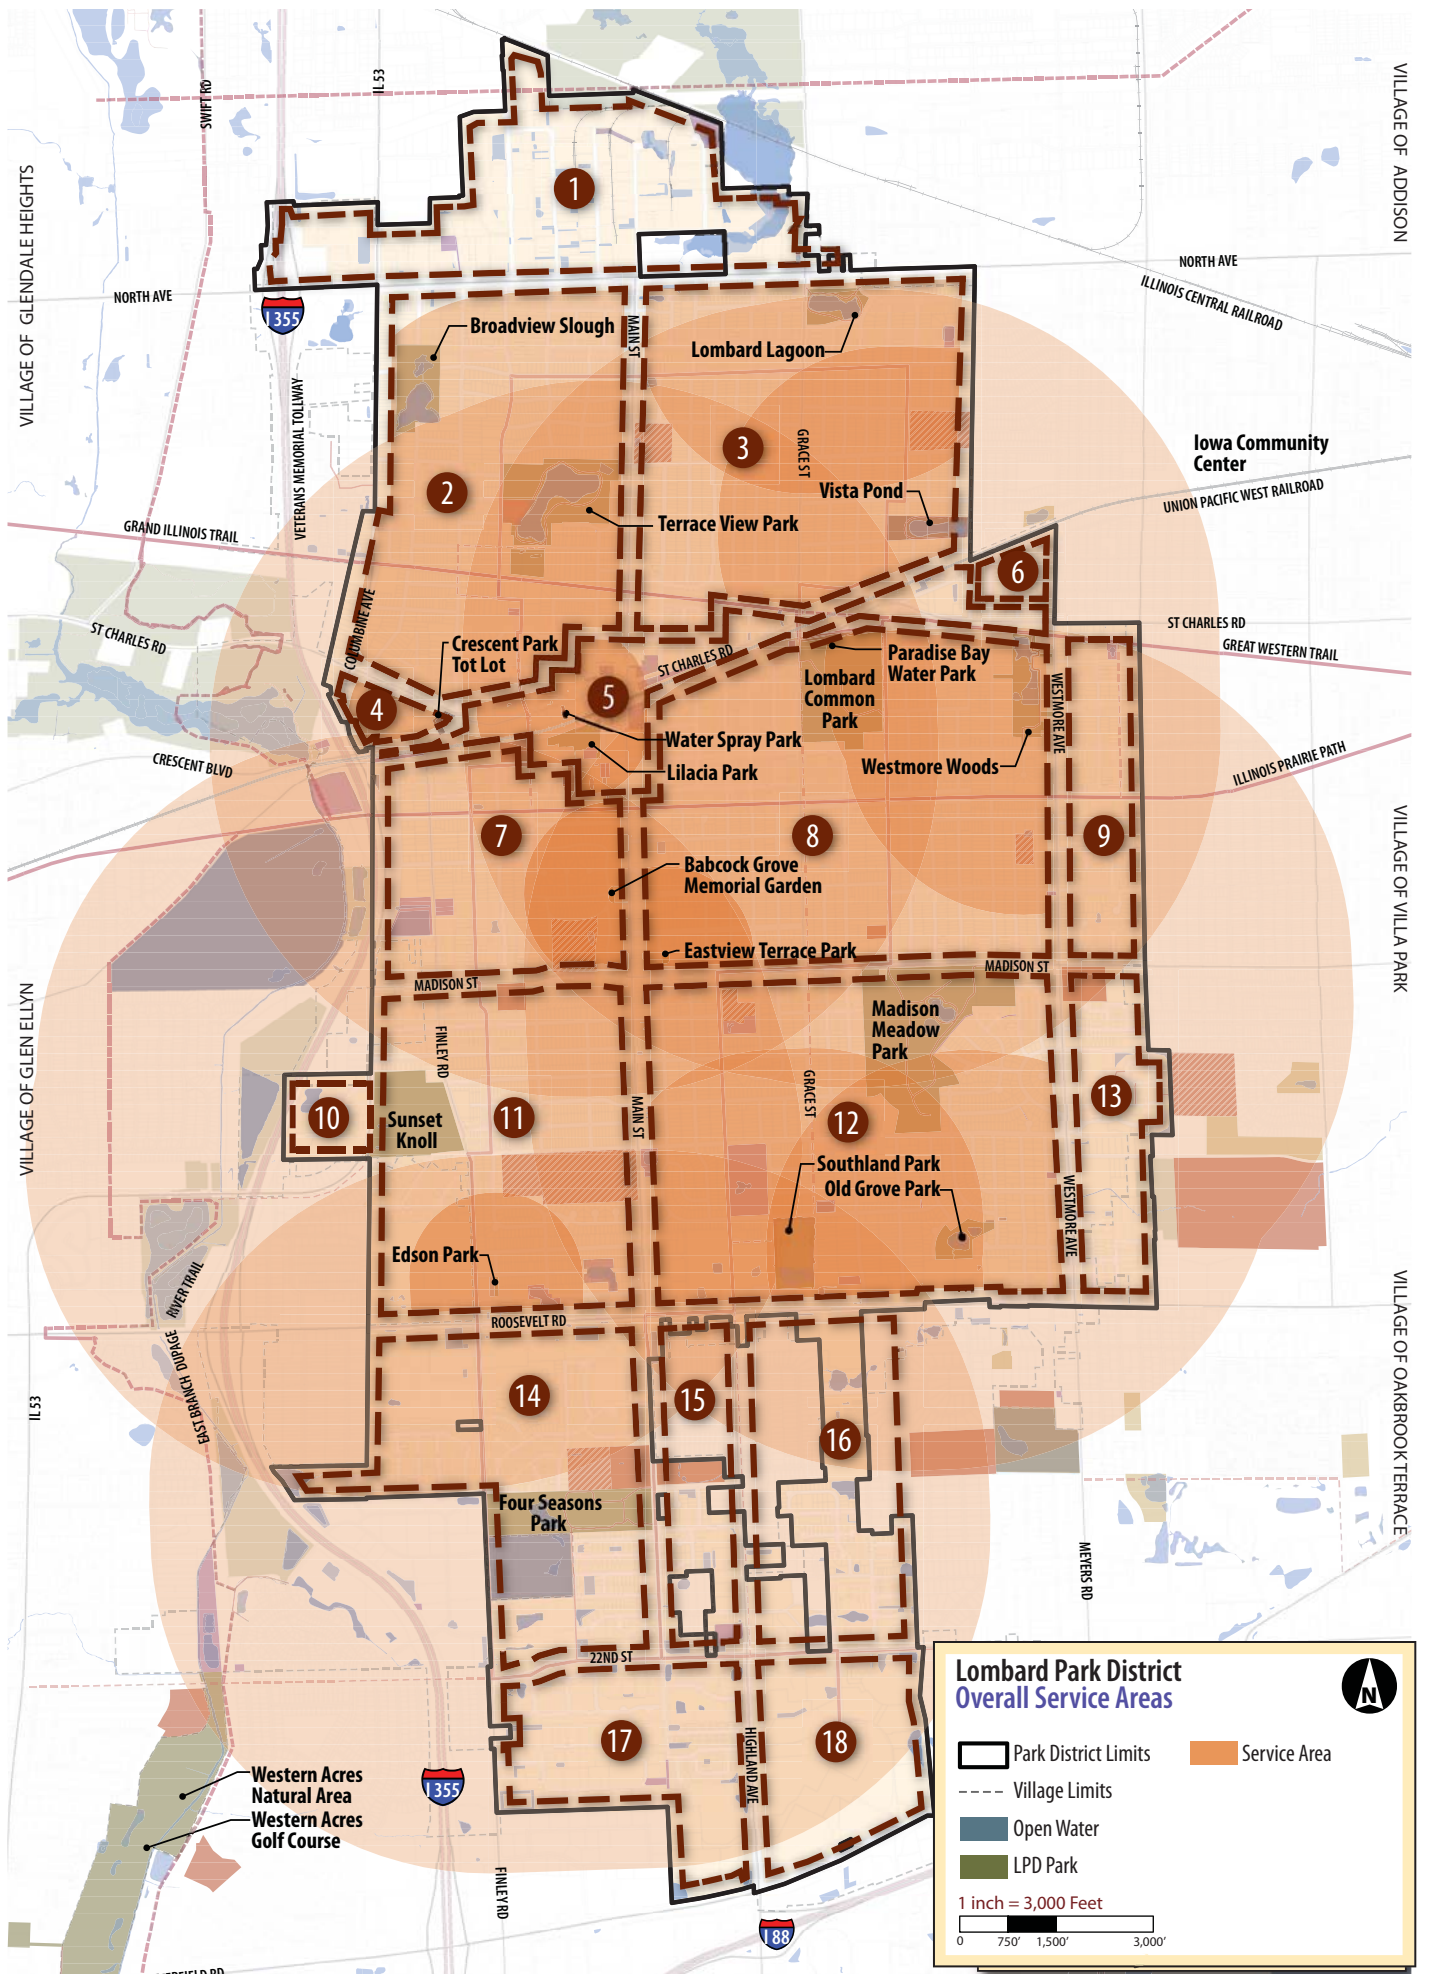 SWIFT RD
IL 53
VILLAGE OF ADDISON
VILLAGE OF GLENDALE HEIGHTS
1
NORTH AVE
NORTH AVE
ILLINOIS CENTRAL RAILROAD
I 355
Broadview Slough
MAIN ST
Lombard Lagoon
VETERANS MEMORIAL TOLLWAY
2
3
GRACE ST
Iowa Community
Center
UNION PACIFIC WEST RAILROAD
Vista Pond
Terrace View Park
GRAND ILLINOIS TRAIL
6
COLUMBINE AVE
ST CHARLES RD
ST CHARLES RD
GREAT WESTERN TRAIL
Crescent Park
Tot Lot
ST CHARLES RD
Paradise Bay
Water Park
Lombard
Common
Park
WESTMORE AVE
4
5
Water Spray Park
Lilacia Park
Westmore Woods
CRESCENT BLVD
ILLINOIS PRAIRIE PATH
7
8
9
VILLAGE OF VILLA PARK
Babcock Grove
Memorial Garden
Eastview Terrace Park
MADISON ST
MADISON ST
VILLAGE OF GLEN ELLYN
FINLEY RD
Madison
Meadow
Park
10
Sunset
Knoll
11
MAIN ST
GRACE ST
12
13
Southland Park
Old Grove Park
WESTMORE AVE
Edson Park
RIVER TRAIL
EAST BRANCH DUPAGE
ROOSEVELT RD
VILLAGE OF OAKBROOK TERRACE
IL 53
14
15
16
Four Seasons
Park
MEYERS RD
22ND ST
17
18
HIGHLAND AVE
Western Acres
Natural Area
Western Acres
Golf Course
I 355
FINLEY RD
I 88
Lombard Park District
Overall Service Areas
N
Park District Limits
Service Area
Village Limits
Open Water
LPD Park
1 inch = 3,000 Feet
0 750' 1,500' 3,000'